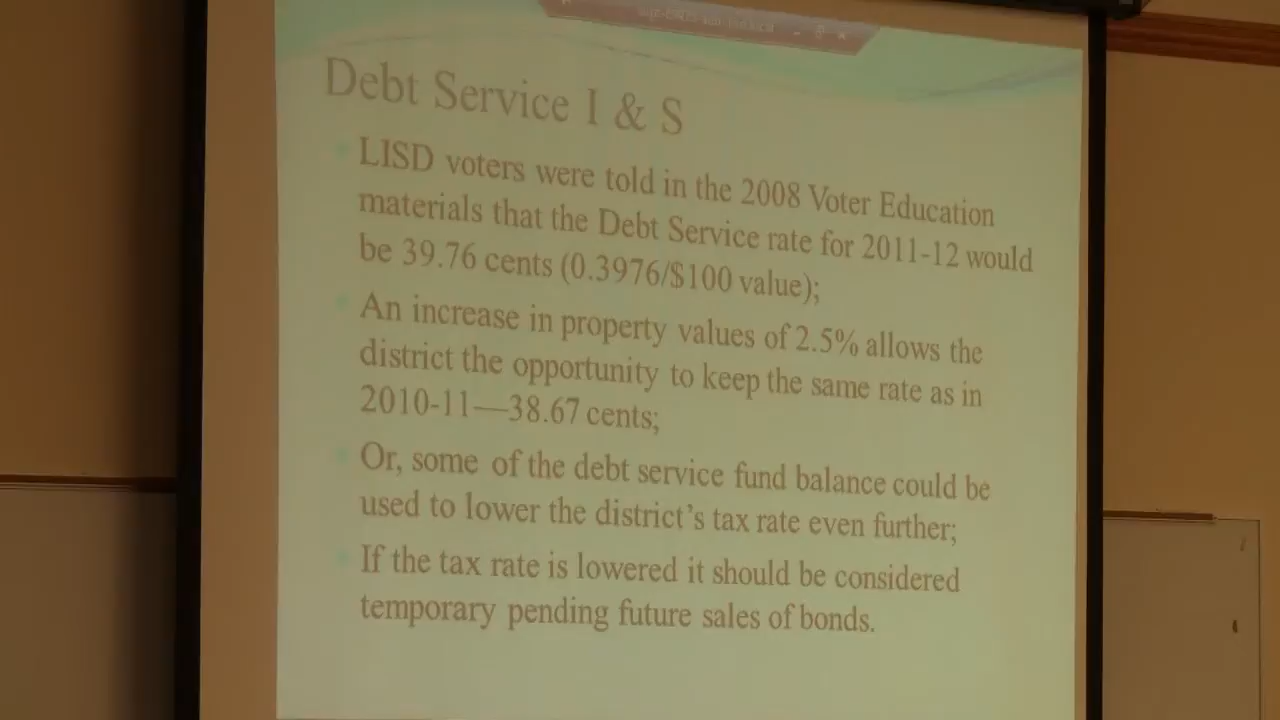 Debt Service I & S
LISD voters were told in the 2008 Voter Education
materials that the Debt Service rate for 2011-12 would
be 39.76 cents (0.3976/$100 value);
An increase in property values of 2.5% allows the
district the opportunity to keep the same rate as in
2010-11—38.67 cents;
Or, some of the debt service fund balance could be
used to lower the district's tax rate even further;
If the tax rate is lowered it should be considered
temporary pending future sales of bonds.